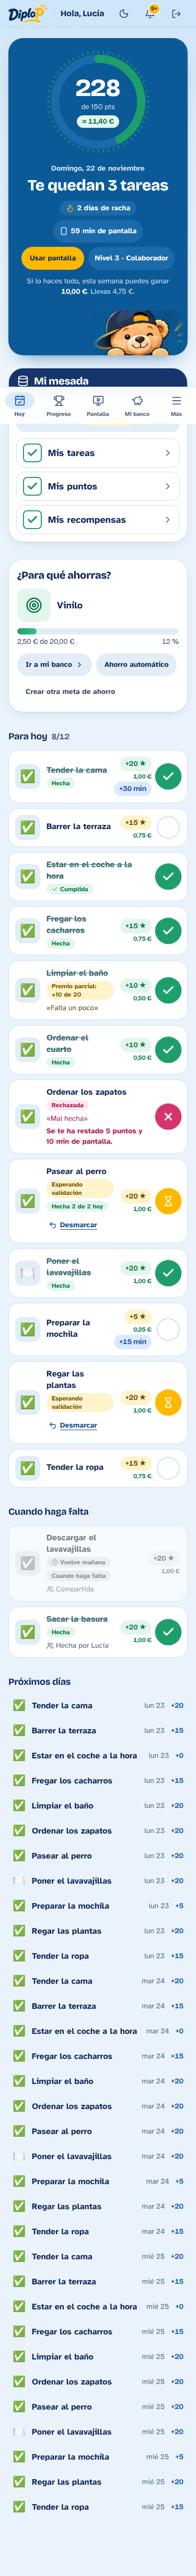 DiploP
Hola, Lucía
9+
228
de 150 pts
≈ 11,40 €
Domingo, 22 de noviembre
Te quedan 3 tareas
2 días de racha
59 min de pantalla
Usar pantalla
Nivel 3 · Colaborador
Si lo haces todo, esta semana puedes ganar
10,00 €. Llevas 4,75 €.
Mi mesada
Hoy
Progreso
Pantalla
Mi banco
Más
Mis tareas
Mis puntos
Mis recompensas
¿Para qué ahorras?
Vinilo
2,50 € de 20,00 €
12 %
Ir a mi banco
Ahorro automático
Crear otra meta de ahorro
Para hoy 8/12
Tender la cama
Hecha
+20 ★
1,00 €
+30 min
Barrer la terraza
+15 ★
0,75 €
Estar en el coche a la
hora
Cumplida
Fregar los
cacharros
Hecha
+15 ★
0,75 €
Limpiar el baño
Premio parcial:
+10 de 20
«Falta un poco»
+10 ★
0,50 €
Ordenar el
cuarto
Hecha
+10 ★
0,50 €
Ordenar los zapatos
Rechazada
«Mal hecha»
Se te ha restado 5 puntos y
10 min de pantalla.
Pasear al perro
Esperando
validación
Hecha 2 de 2 hoy
Desmarcar
+20 ★
1,00 €
Poner el
lavavajillas
Hecha
+20 ★
1,00 €
Preparar la
mochila
+5 ★
0,25 €
+15 min
Regar las
plantas
Esperando
validación
Desmarcar
+20 ★
1,00 €
Tender la ropa
+15 ★
0,75 €
Cuando haga falta
Descargar el
lavavajillas
Vuelve mañana
Cuando haga falta
Compartida
+20 ★
1,00 €
Sacar la basura
Hecha
Hecha por Lucía
+20 ★
1,00 €
Próximos días
Tender la cama lun 23 +20
Barrer la terraza lun 23 +15
Estar en el coche a la hora lun 23 +0
Fregar los cacharros lun 23 +15
Limpiar el baño lun 23 +20
Ordenar los zapatos lun 23 +20
Pasear al perro lun 23 +20
Poner el lavavajillas lun 23 +20
Preparar la mochila lun 23 +5
Regar las plantas lun 23 +20
Tender la ropa lun 23 +15
Tender la cama mar 24 +20
Barrer la terraza mar 24 +15
Estar en el coche a la hora mar 24 +0
Fregar los cacharros mar 24 +15
Limpiar el baño mar 24 +20
Ordenar los zapatos mar 24 +20
Pasear al perro mar 24 +20
Poner el lavavajillas mar 24 +20
Preparar la mochila mar 24 +5
Regar las plantas mar 24 +20
Tender la ropa mar 24 +15
Tender la cama mié 25 +20
Barrer la terraza mié 25 +15
Estar en el coche a la hora mié 25 +0
Fregar los cacharros mié 25 +15
Limpiar el baño mié 25 +20
Ordenar los zapatos mié 25 +20
Pasear al perro mié 25 +20
Poner el lavavajillas mié 25 +20
Preparar la mochila mié 25 +5
Regar las plantas mié 25 +20
Tender la ropa mié 25 +15